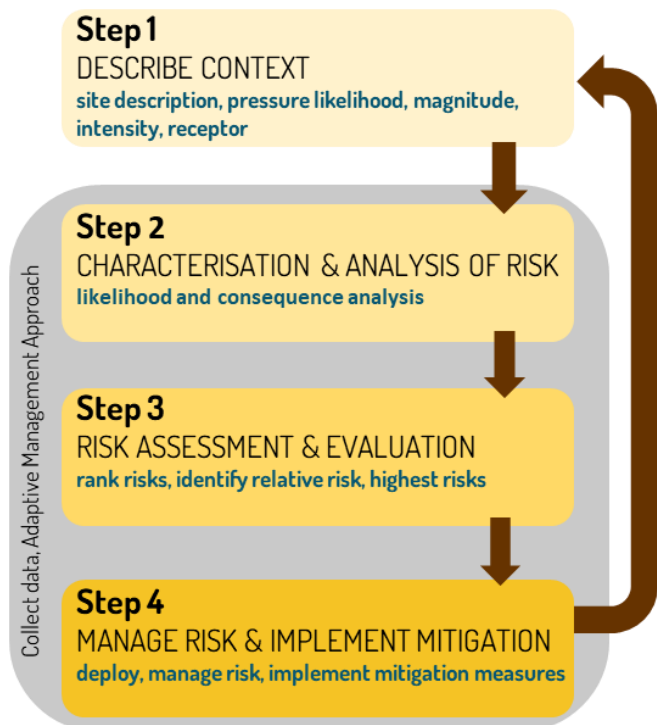 Step 1
DESCRIBE CONTEXT
site description, pressure likelihood, magnitude,
intensity, receptor
Step 2
CHARACTERISATION & ANALYSIS OF RISK
likelihood and consequence analysis
Step 3
RISK ASSESSMENT & EVALUATION
rank risks, identify relative risk, highest risks
Step 4
MANAGE RISK & IMPLEMENT MITIGATION
deploy, manage risk, implement mitigation measures
Collect data, Adaptive Management Approach